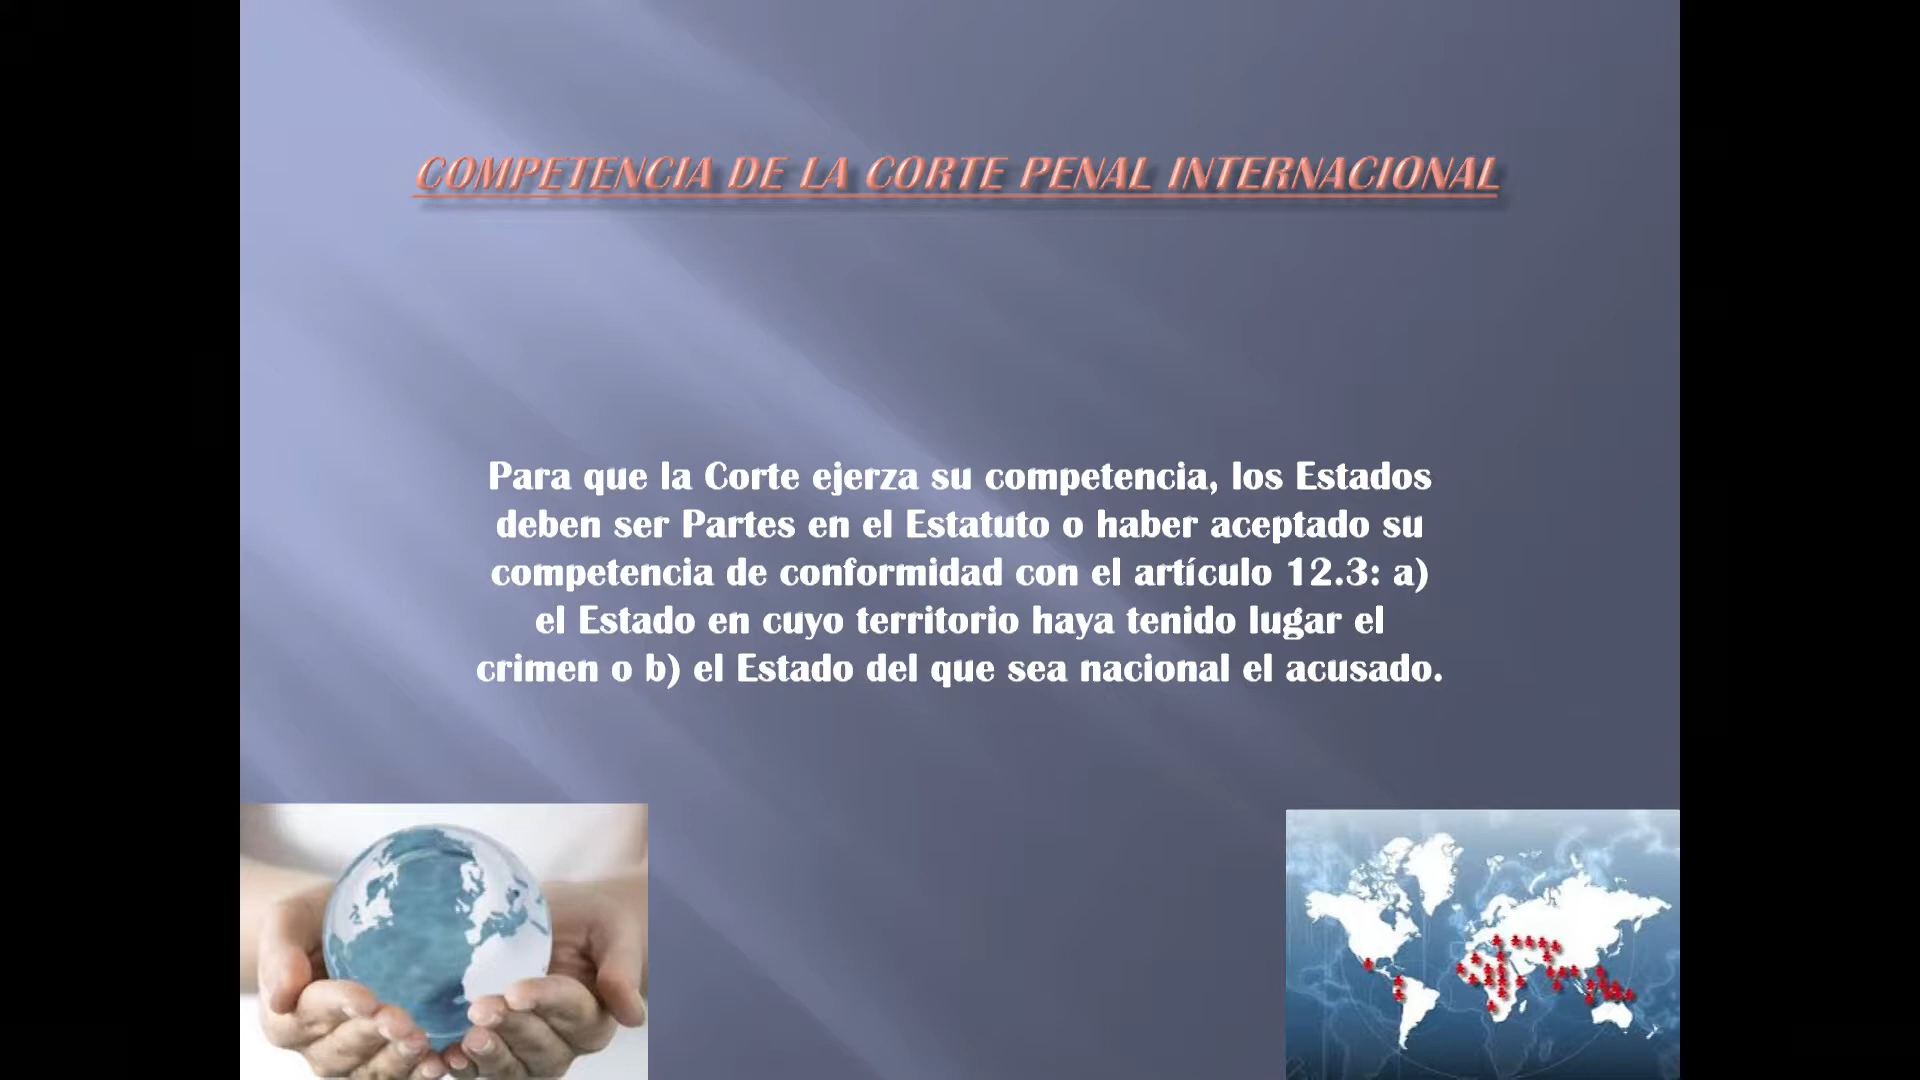 COMPETENCIA DE LA CORTE PENAL INTERNACIONAL
Para que la Corte ejerza su competencia, los Estados
deben ser Partes en el Estatuto o haber aceptado su
competencia de conformidad con el artículo 12.3: a)
el Estado en cuyo territorio haya tenido lugar el
crimen o b) el Estado del que sea nacional el acusado.